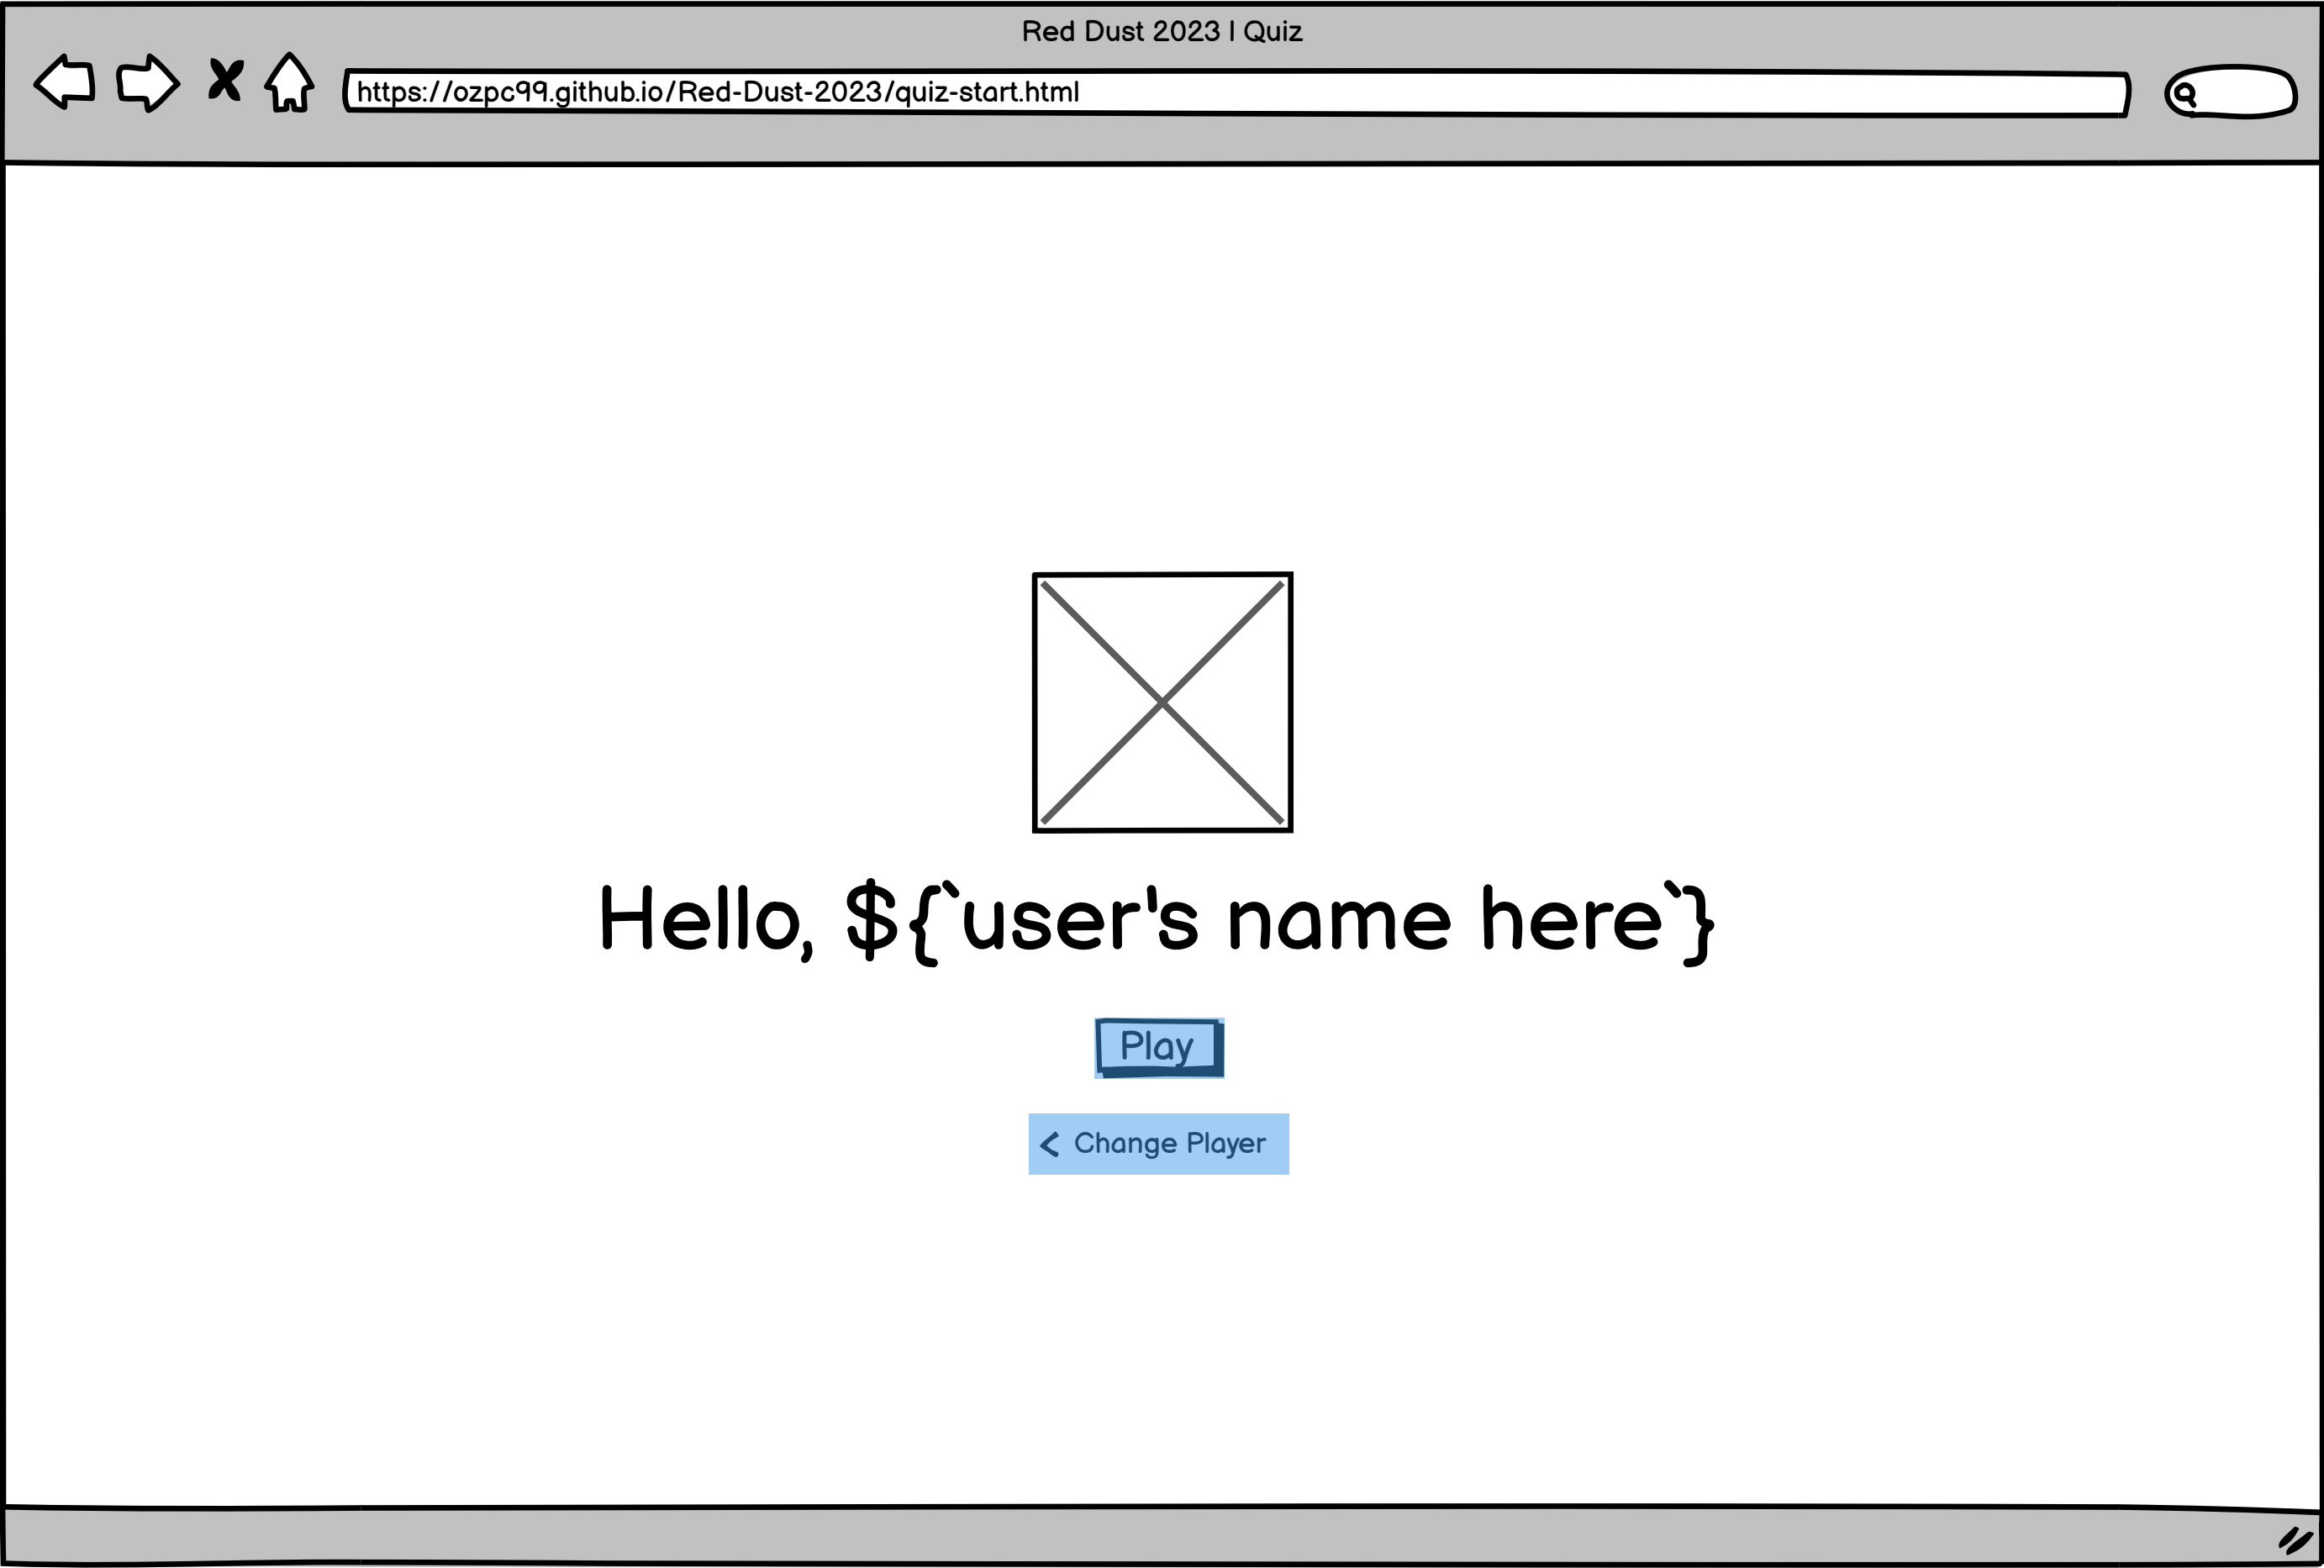 Red Dust 2023 | Quiz
https://ozpc99.github.io/Red-Dust-2023/quiz-start.html
Hello, ${`user's name here`}
Play
< Change Player